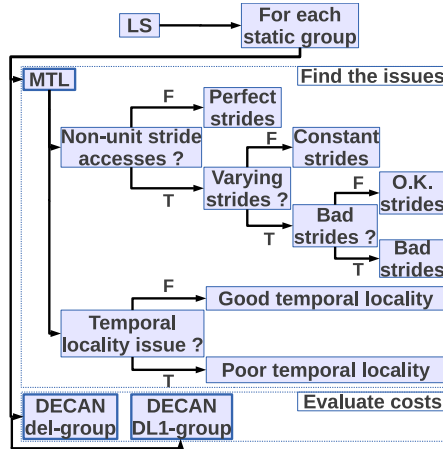 LS
For each
static group
MTL
Find the issues
F
Perfect
strides
Non-unit stride
accesses ?
T
F
Constant
strides
Varying
strides ?
T
F
O.K.
strides
Bad
strides ?
T
Bad
strides
F
Good temporal locality
Temporal
locality issue ?
T
Poor temporal locality
DECAN
del-group
DECAN
DL1-group
Evaluate costs